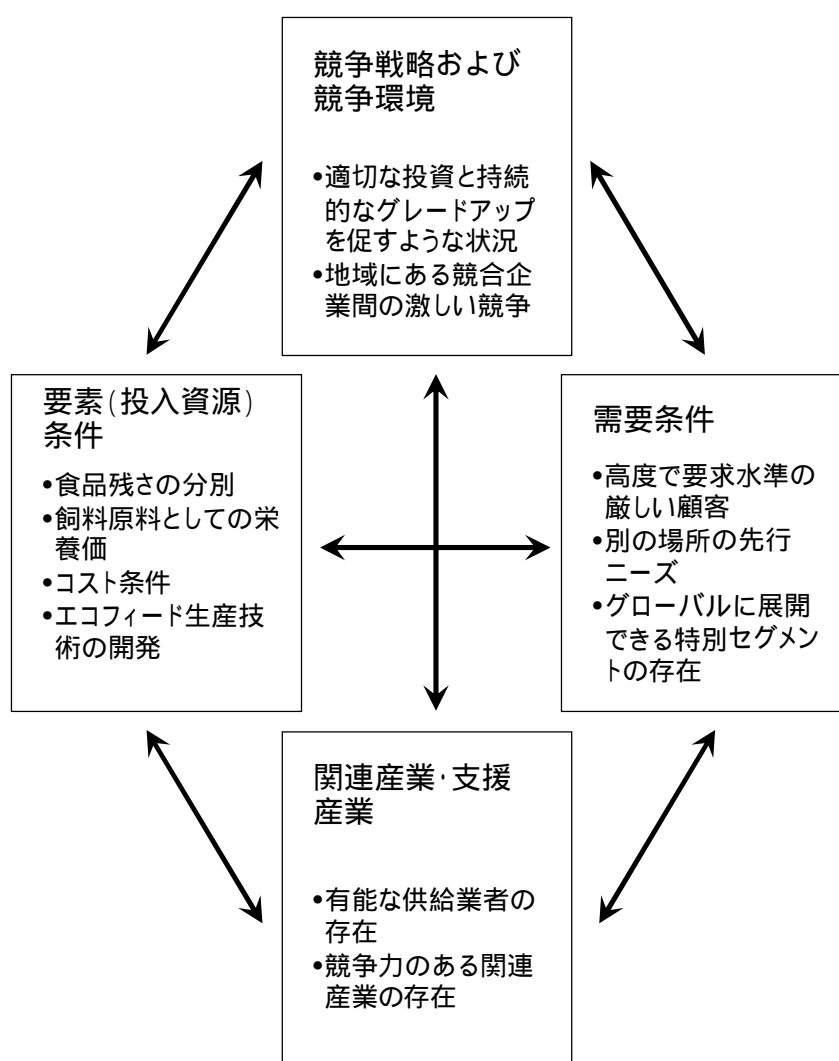 競争戦略および
競争環境
•適切な投資と持続
的なグレードアップ
を促すような状況
•地域にある競合企
業間の激しい競争
要素(投入資源)
条件
•食品残さの分別
•飼料原料としての栄
養価
•コスト条件
•エコフィード生産技
術の開発
需要条件
•高度で要求水準の
厳しい顧客
•別の場所の先行
ニーズ
•グローバルに展開
できる特別セグメン
トの存在
関連産業・支援
産業
•有能な供給業者の
存在
•競争力のある関連
産業の存在